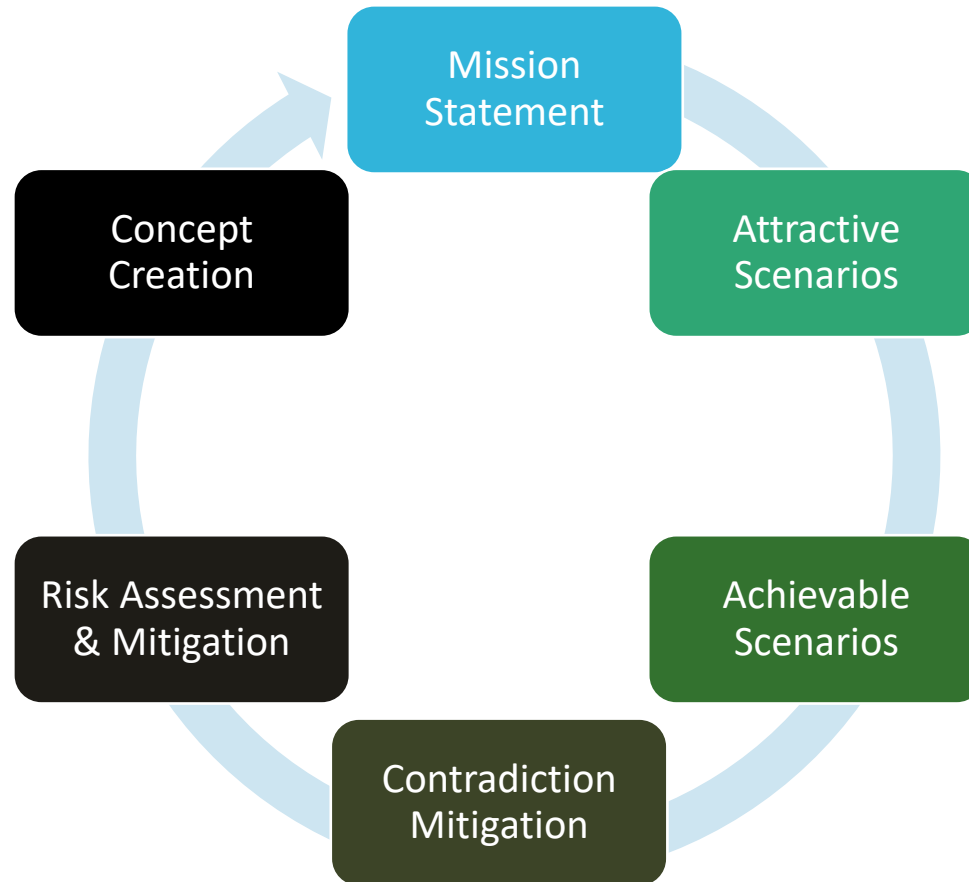 Mission
Statement
Attractive
Scenarios
Achievable
Scenarios
Contradiction
Mitigation
Risk Assessment
& Mitigation
Concept
Creation